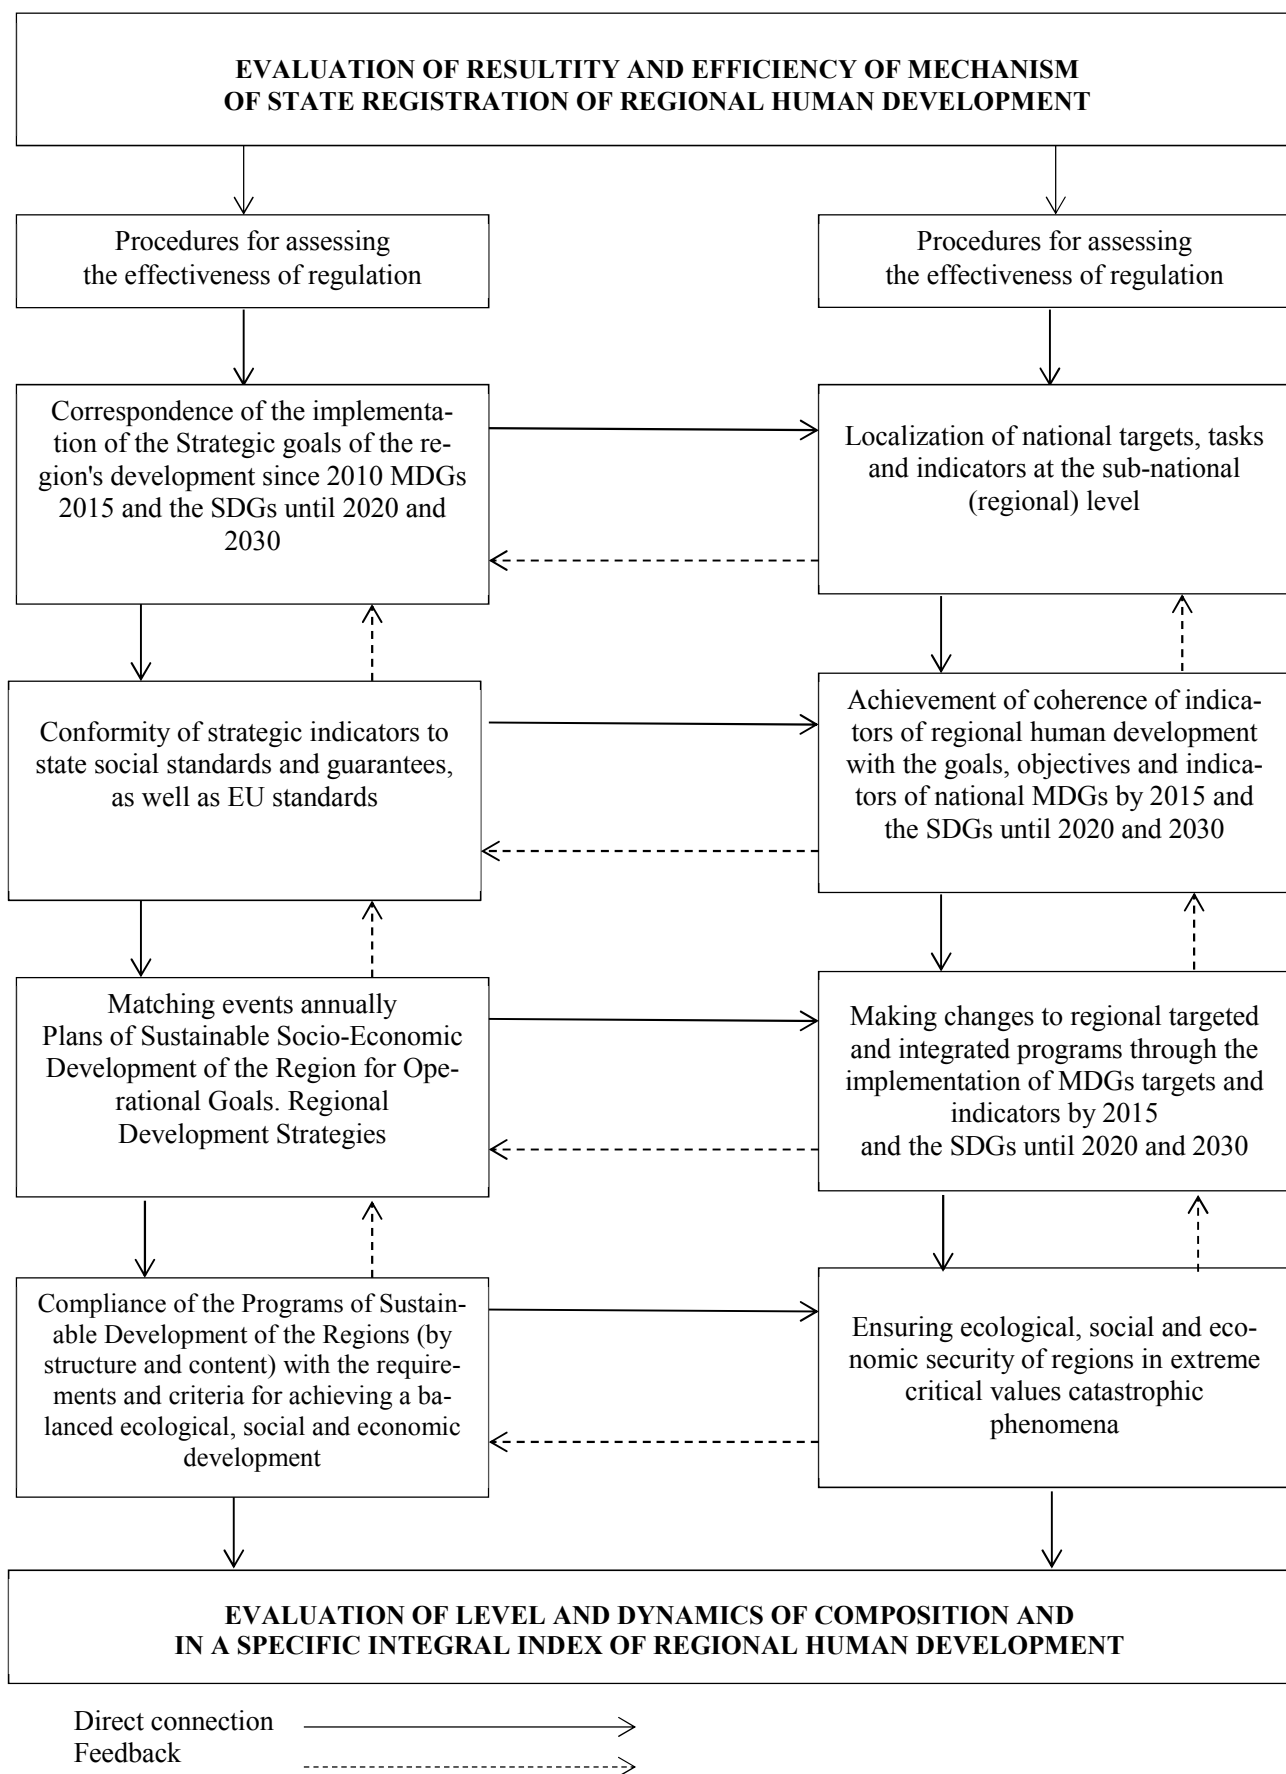 EVALUATION OF RESULTITY AND EFFICIENCY OF MECHANISM
OF STATE REGISTRATION OF REGIONAL HUMAN DEVELOPMENT
Procedures for assessing
the effectiveness of regulation
Procedures for assessing
the effectiveness of regulation
Correspondence of the implementa-
tion of the Strategic goals of the re-
gion's development since 2010 MDGs
2015 and the SDGs until 2020 and
2030
Localization of national targets, tasks
and indicators at the sub-national
(regional) level
Conformity of strategic indicators to
state social standards and guarantees,
as well as EU standards
Achievement of coherence of indica-
tors of regional human development
with the goals, objectives and indica-
tors of national MDGs by 2015 and
the SDGs until 2020 and 2030
Matching events annually
Plans of Sustainable Socio-Economic
Development of the Region for Ope-
rational Goals. Regional
Development Strategies
Making changes to regional targeted
and integrated programs through the
implementation of MDGs targets and
indicators by 2015
and the SDGs until 2020 and 2030
Compliance of the Programs of Sustain-
able Development of the Regions (by
structure and content) with the require-
ments and criteria for achieving a ba-
lanced ecological, social and economic
development
Ensuring ecological, social and eco-
nomic security of regions in extreme
critical values catastrophic
phenomena
EVALUATION OF LEVEL AND DYNAMICS OF COMPOSITION AND
IN A SPECIFIC INTEGRAL INDEX OF REGIONAL HUMAN DEVELOPMENT
Direct connection
Feedback